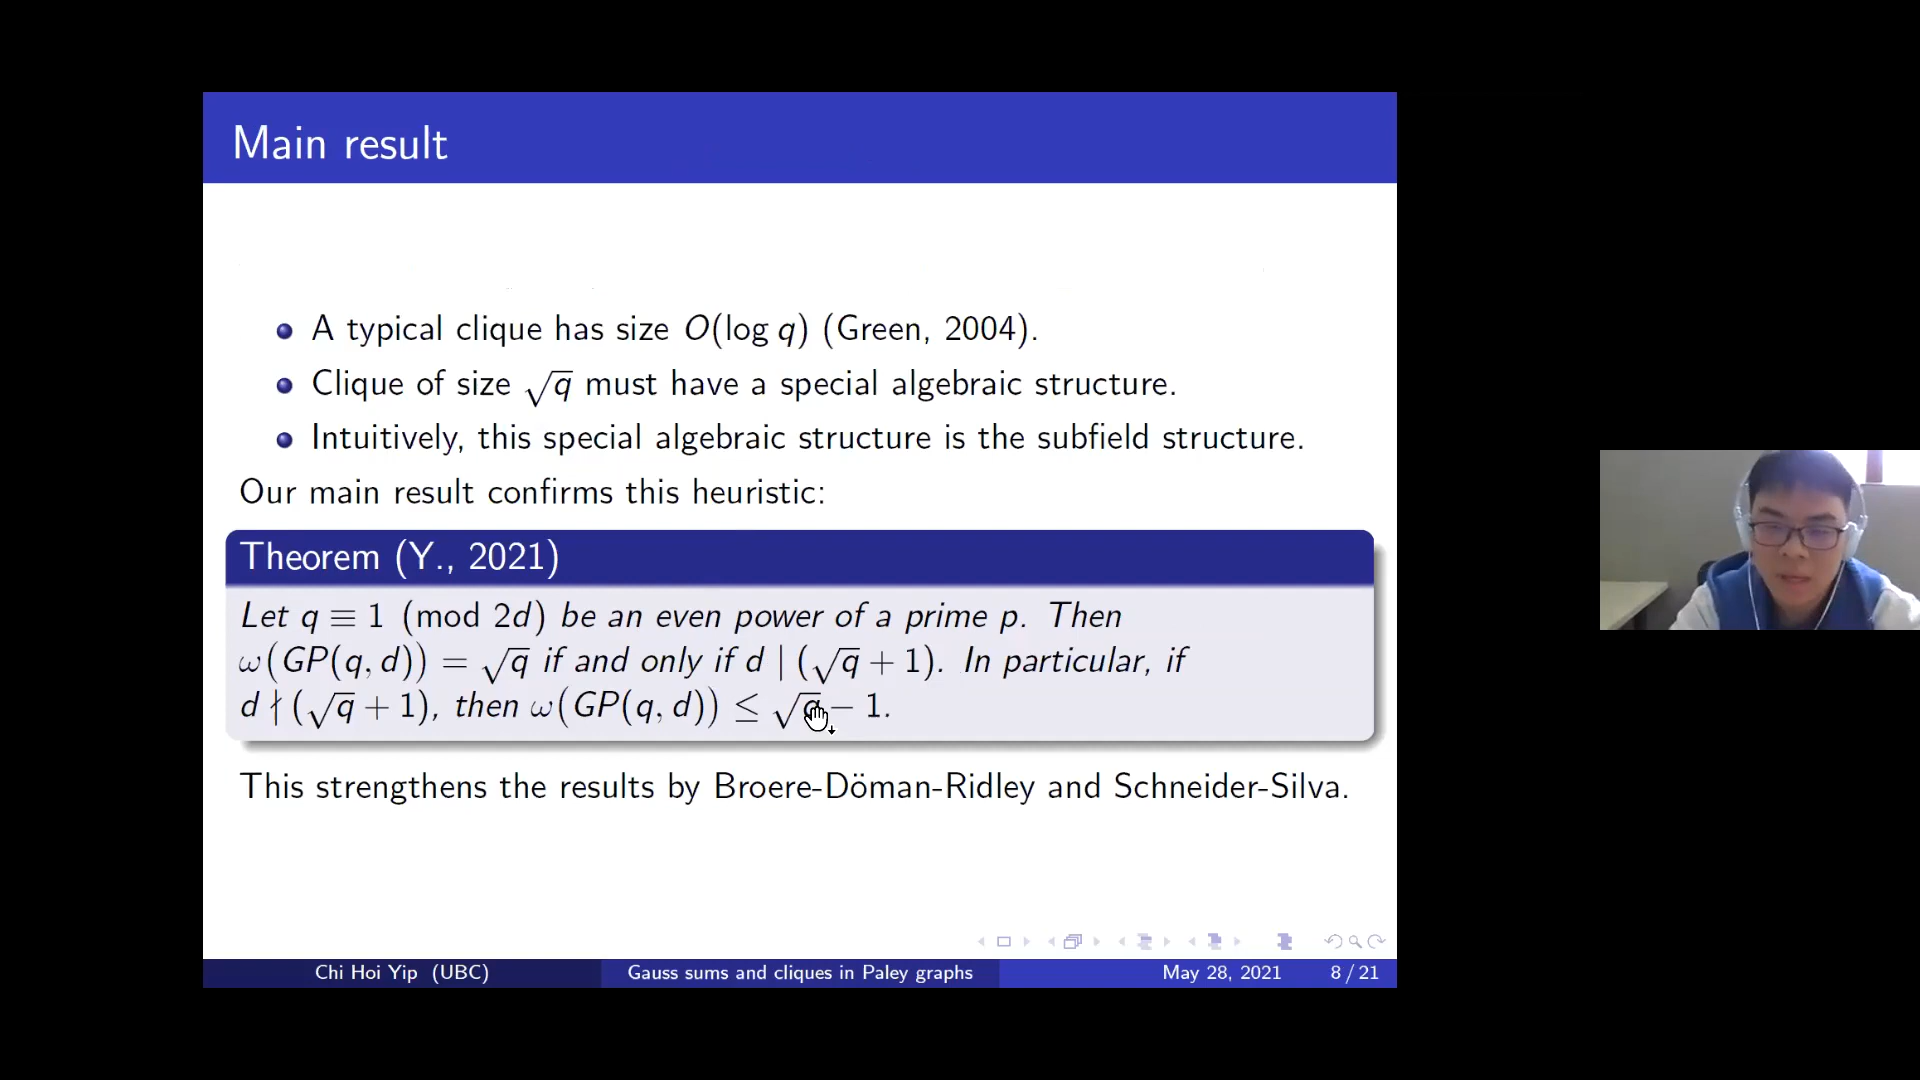 Main result
A typical clique has size O(log q) (Green, 2004).
Clique of size √q must have a special algebraic structure.
Intuitively, this special algebraic structure is the subfield structure.
Our main result confirms this heuristic:
Theorem (Y., 2021)
Let q ≡ 1 (mod 2d) be an even power of a prime p. Then
ω(GP(q, d)) = √q if and only if d | (√q + 1). In particular, if
d ∤ (√q + 1), then ω(GP(q, d)) ≤ √q − 1.
This strengthens the results by Broere-Döman-Ridley and Schneider-Silva.
Chi Hoi Yip (UBC) Gauss sums and cliques in Paley graphs May 28, 2021 8 / 21